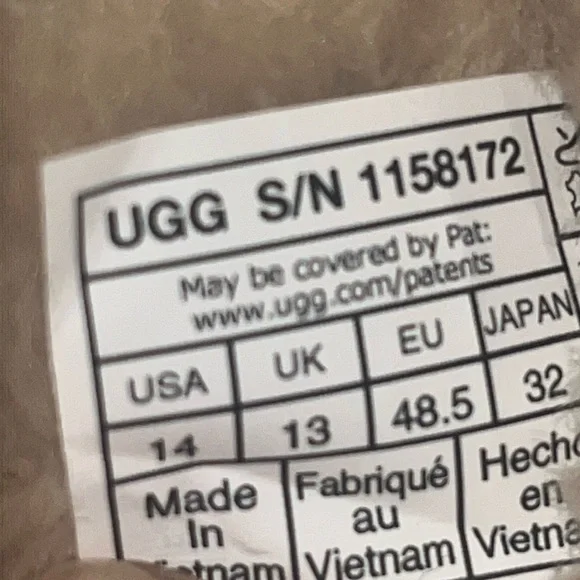 UGG S/N 1158172
May be covered by Pat:
www.ugg.com/patents
USA UK EU JAPAN
14 13 48.5 32
Made Fabriqué Hecho
In au en
Vietnam